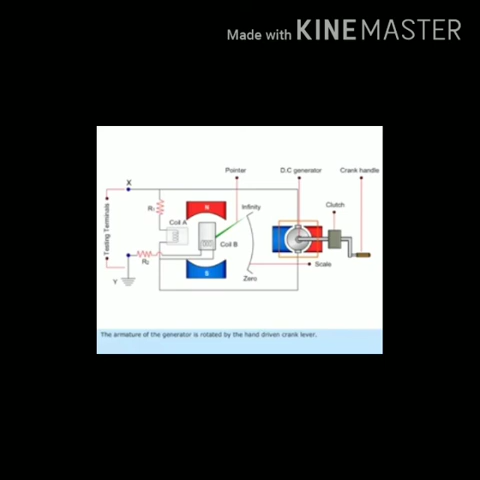 Made with KINEMASTER
Pointer
D.C generator
Crank handle
X
Testing Terminals
R₁
N
Infinity
Clutch
Coil A
Coil B
R₂
Scale
S
Zero
Y
The armature of the generator is rotated by the hand driven crank lever.